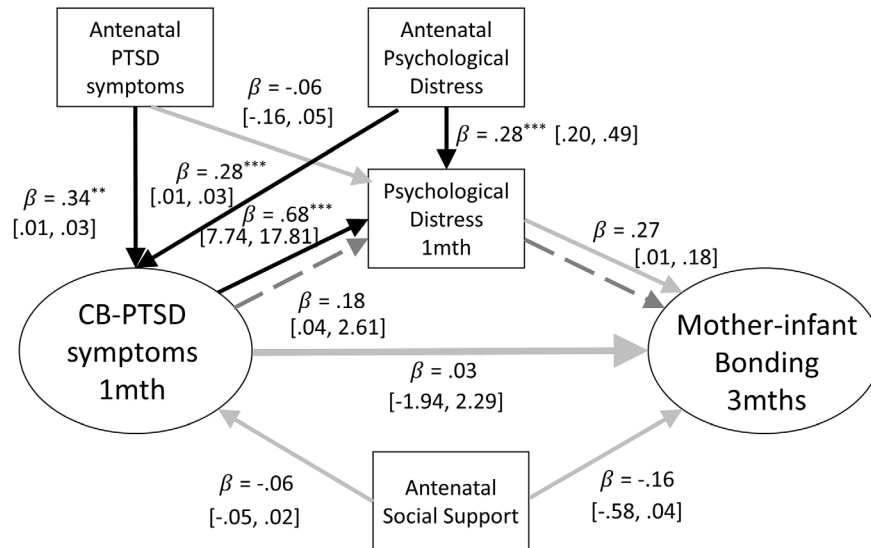 Antenatal
PTSD
symptoms
Antenatal
Psychological
Distress
β = -.06
[-.16, .05]
β = .28*** [.20, .49]
β = .34**
[.01, .03]
β = .28***
[.01, .03]
β = .68***
[7.74, 17.81]
Psychological
Distress
1mth
β = .27
[.01, .18]
CB-PTSD
symptoms
1mth
β = .18
[.04, 2.61]
β = .03
[-1.94, 2.29]
Mother-infant
Bonding
3mths
β = -.06
[-.05, .02]
Antenatal
Social Support
β = -.16
[-.58, .04]